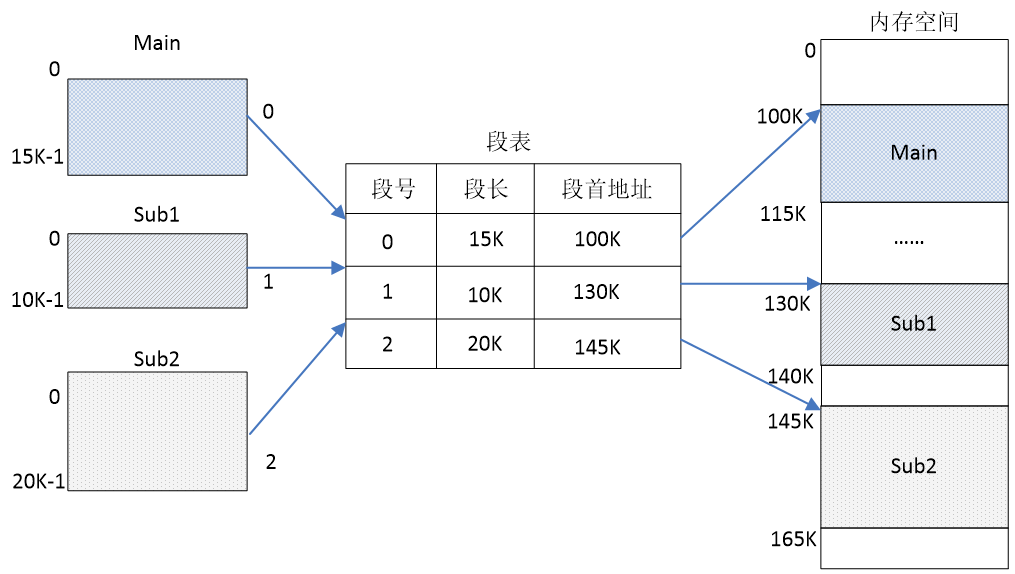 Main
0
15K-1
0
Sub1
0
10K-1
1
Sub2
0
20K-1
2
段表
段号 段长 段首地址
0 15K 100K
1 10K 130K
2 20K 145K
内存空间
0
100K
Main
115K
......
130K
Sub1
140K
145K
Sub2
165K